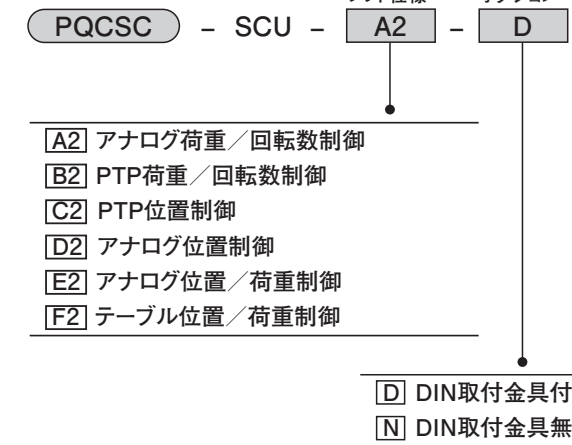 PQCSC – SCU – A2 – D
A2 アナログ荷重／回転数制御
B2 PTP荷重／回転数制御
C2 PTP位置制御
D2 アナログ位置制御
E2 アナログ位置／荷重制御
F2 テーブル位置／荷重制御
D DIN取付金具付
N DIN取付金具無